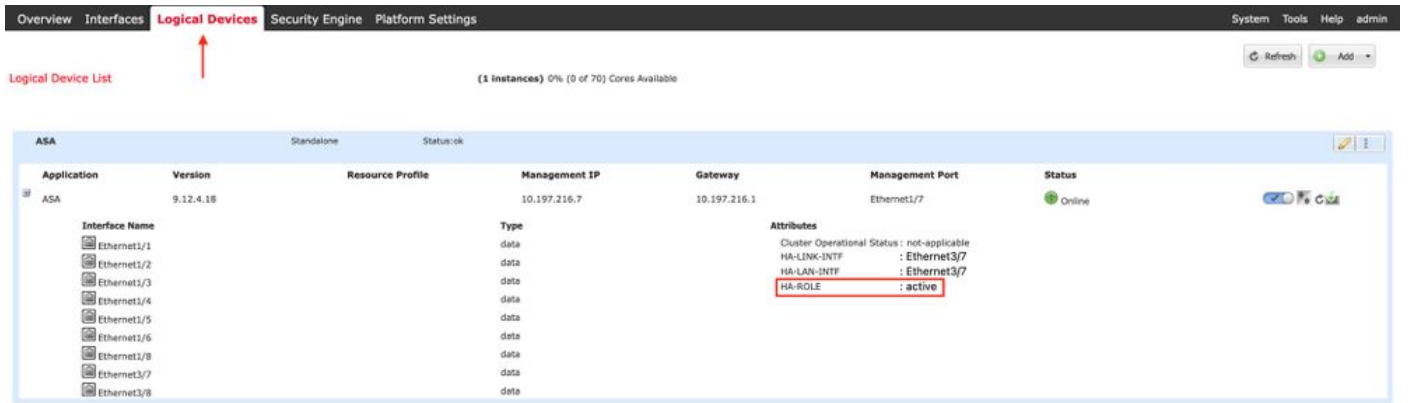 Overview Interfaces Logical Devices Security Engine Platform Settings System Tools Help admin
Refresh Add
Logical Device List (1 instances) 0% (0 of 70) Cores Available
ASA Standalone Status:ok
Application Version Resource Profile Management IP Gateway Management Port Status
ASA 9.12.4.18 10.197.216.7 10.197.216.1 Ethernet1/7 Online
Interface Name Type Attributes
Ethernet1/1 data Cluster Operational Status : not-applicable
Ethernet1/2 data HA-LINK-INTF : Ethernet3/7
Ethernet1/3 data HA-LAN-INTF : Ethernet3/7
Ethernet1/4 data HA-ROLE : active
Ethernet1/5 data
Ethernet1/6 data
Ethernet1/8 data
Ethernet3/7 data
Ethernet3/8 data